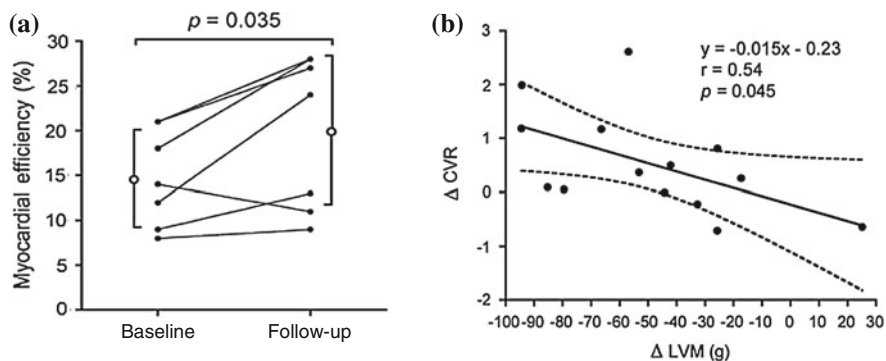 (a)
p = 0.035
Myocardial efficiency (%)
30
25
20
15
10
5
0
Baseline Follow-up
(b)
y = -0.015x - 0.23
r = 0.54
p = 0.045
Δ CVR
3
2
1
0
-1
-2
-100 -90 -80 -70 -60 -50 -40 -30 -20 -10 0 10 20 30
Δ LVM (g)